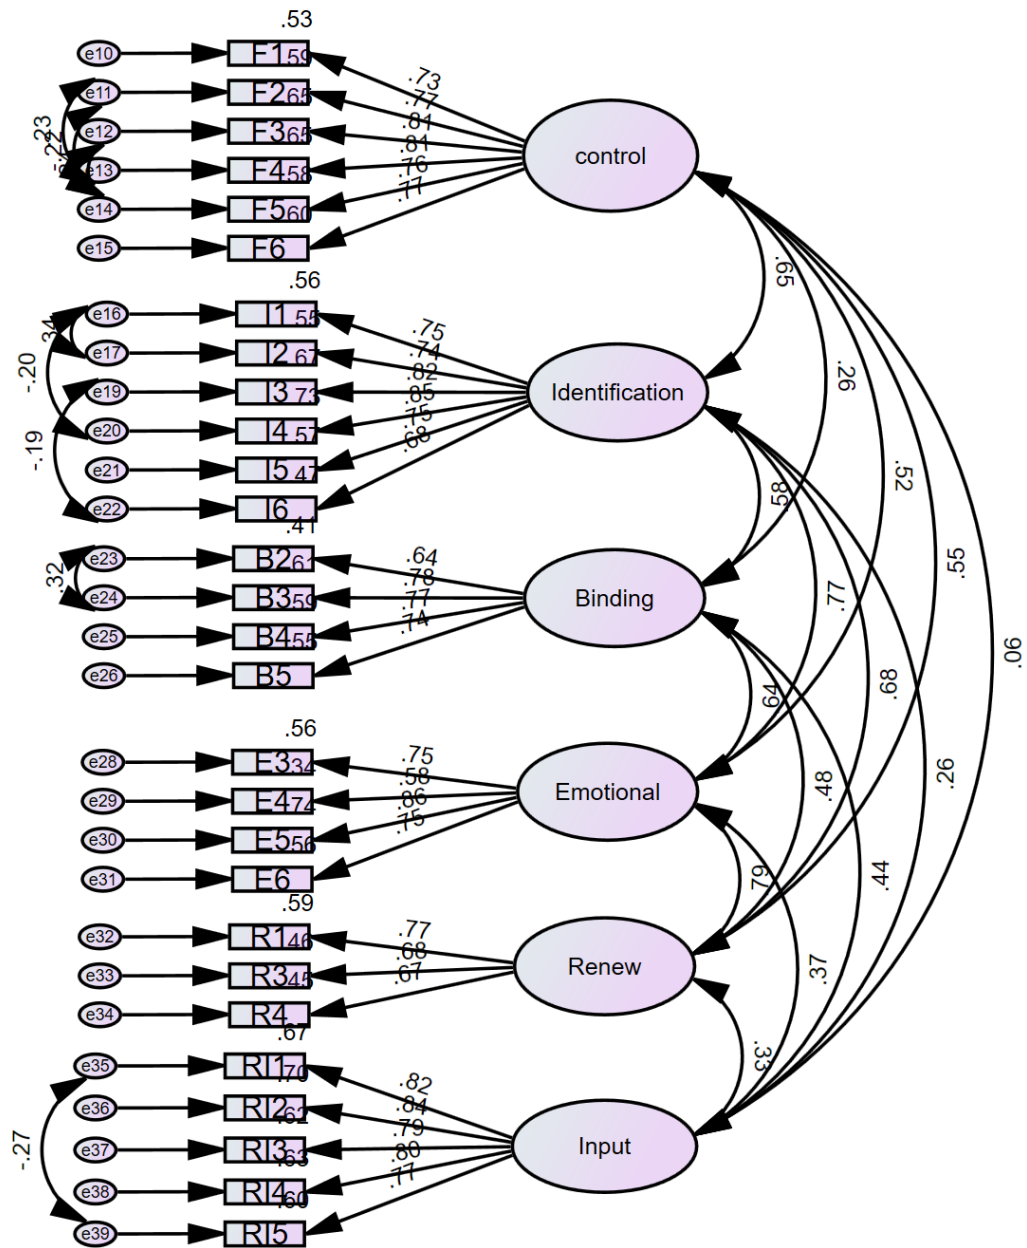 .53
e10 F1 .59 .73
e11 F2 .65 .77
.23
e12 F3 .65 .81
-.22
e13 F4 .58 .81
e14 F5 .60 .76
e15 F6 .77
control
.56
e16 I1 .55 .75
.34
e17 I2 .67 .74
-.20
e19 I3 .73 .82
e20 I4 .57 .85
-.19
e21 I5 .47 .75
e22 I6 .68
Identification
.41
e23 B2 .61 .64
.32
e24 B3 .59 .78
e25 B4 .55 .77
e26 B5 .74
Binding
.56
e28 E3 .34 .75
e29 E4 .74 .58
e30 E5 .56 .86
e31 E6 .75
Emotional
.59
e32 R1 .46 .77
e33 R3 .45 .68
e34 R4 .67
Renew
.67
e35 RI1 .70 .82
e36 RI2 .62 .84
-.27
e37 RI3 .63 .79
e38 RI4 .60 .80
e39 RI5 .77
Input
.65
.26
.52
.55
.06
.58
.77
.89
.26
.64
.48
.44
.79
.37
.33